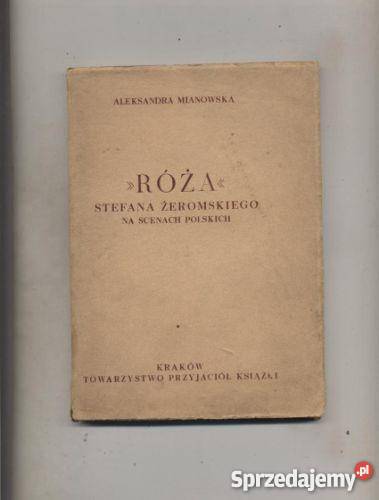 ALEKSANDRA MIANOWSKA
»RÓŻA«
STEFANA ŻEROMSKIEGO
NA SCENACH POLSKICH
KRAKÓW
TOWARZYSTWO PRZYJACIÓŁ KSIĄŻKI
Sprzedajemy.pl